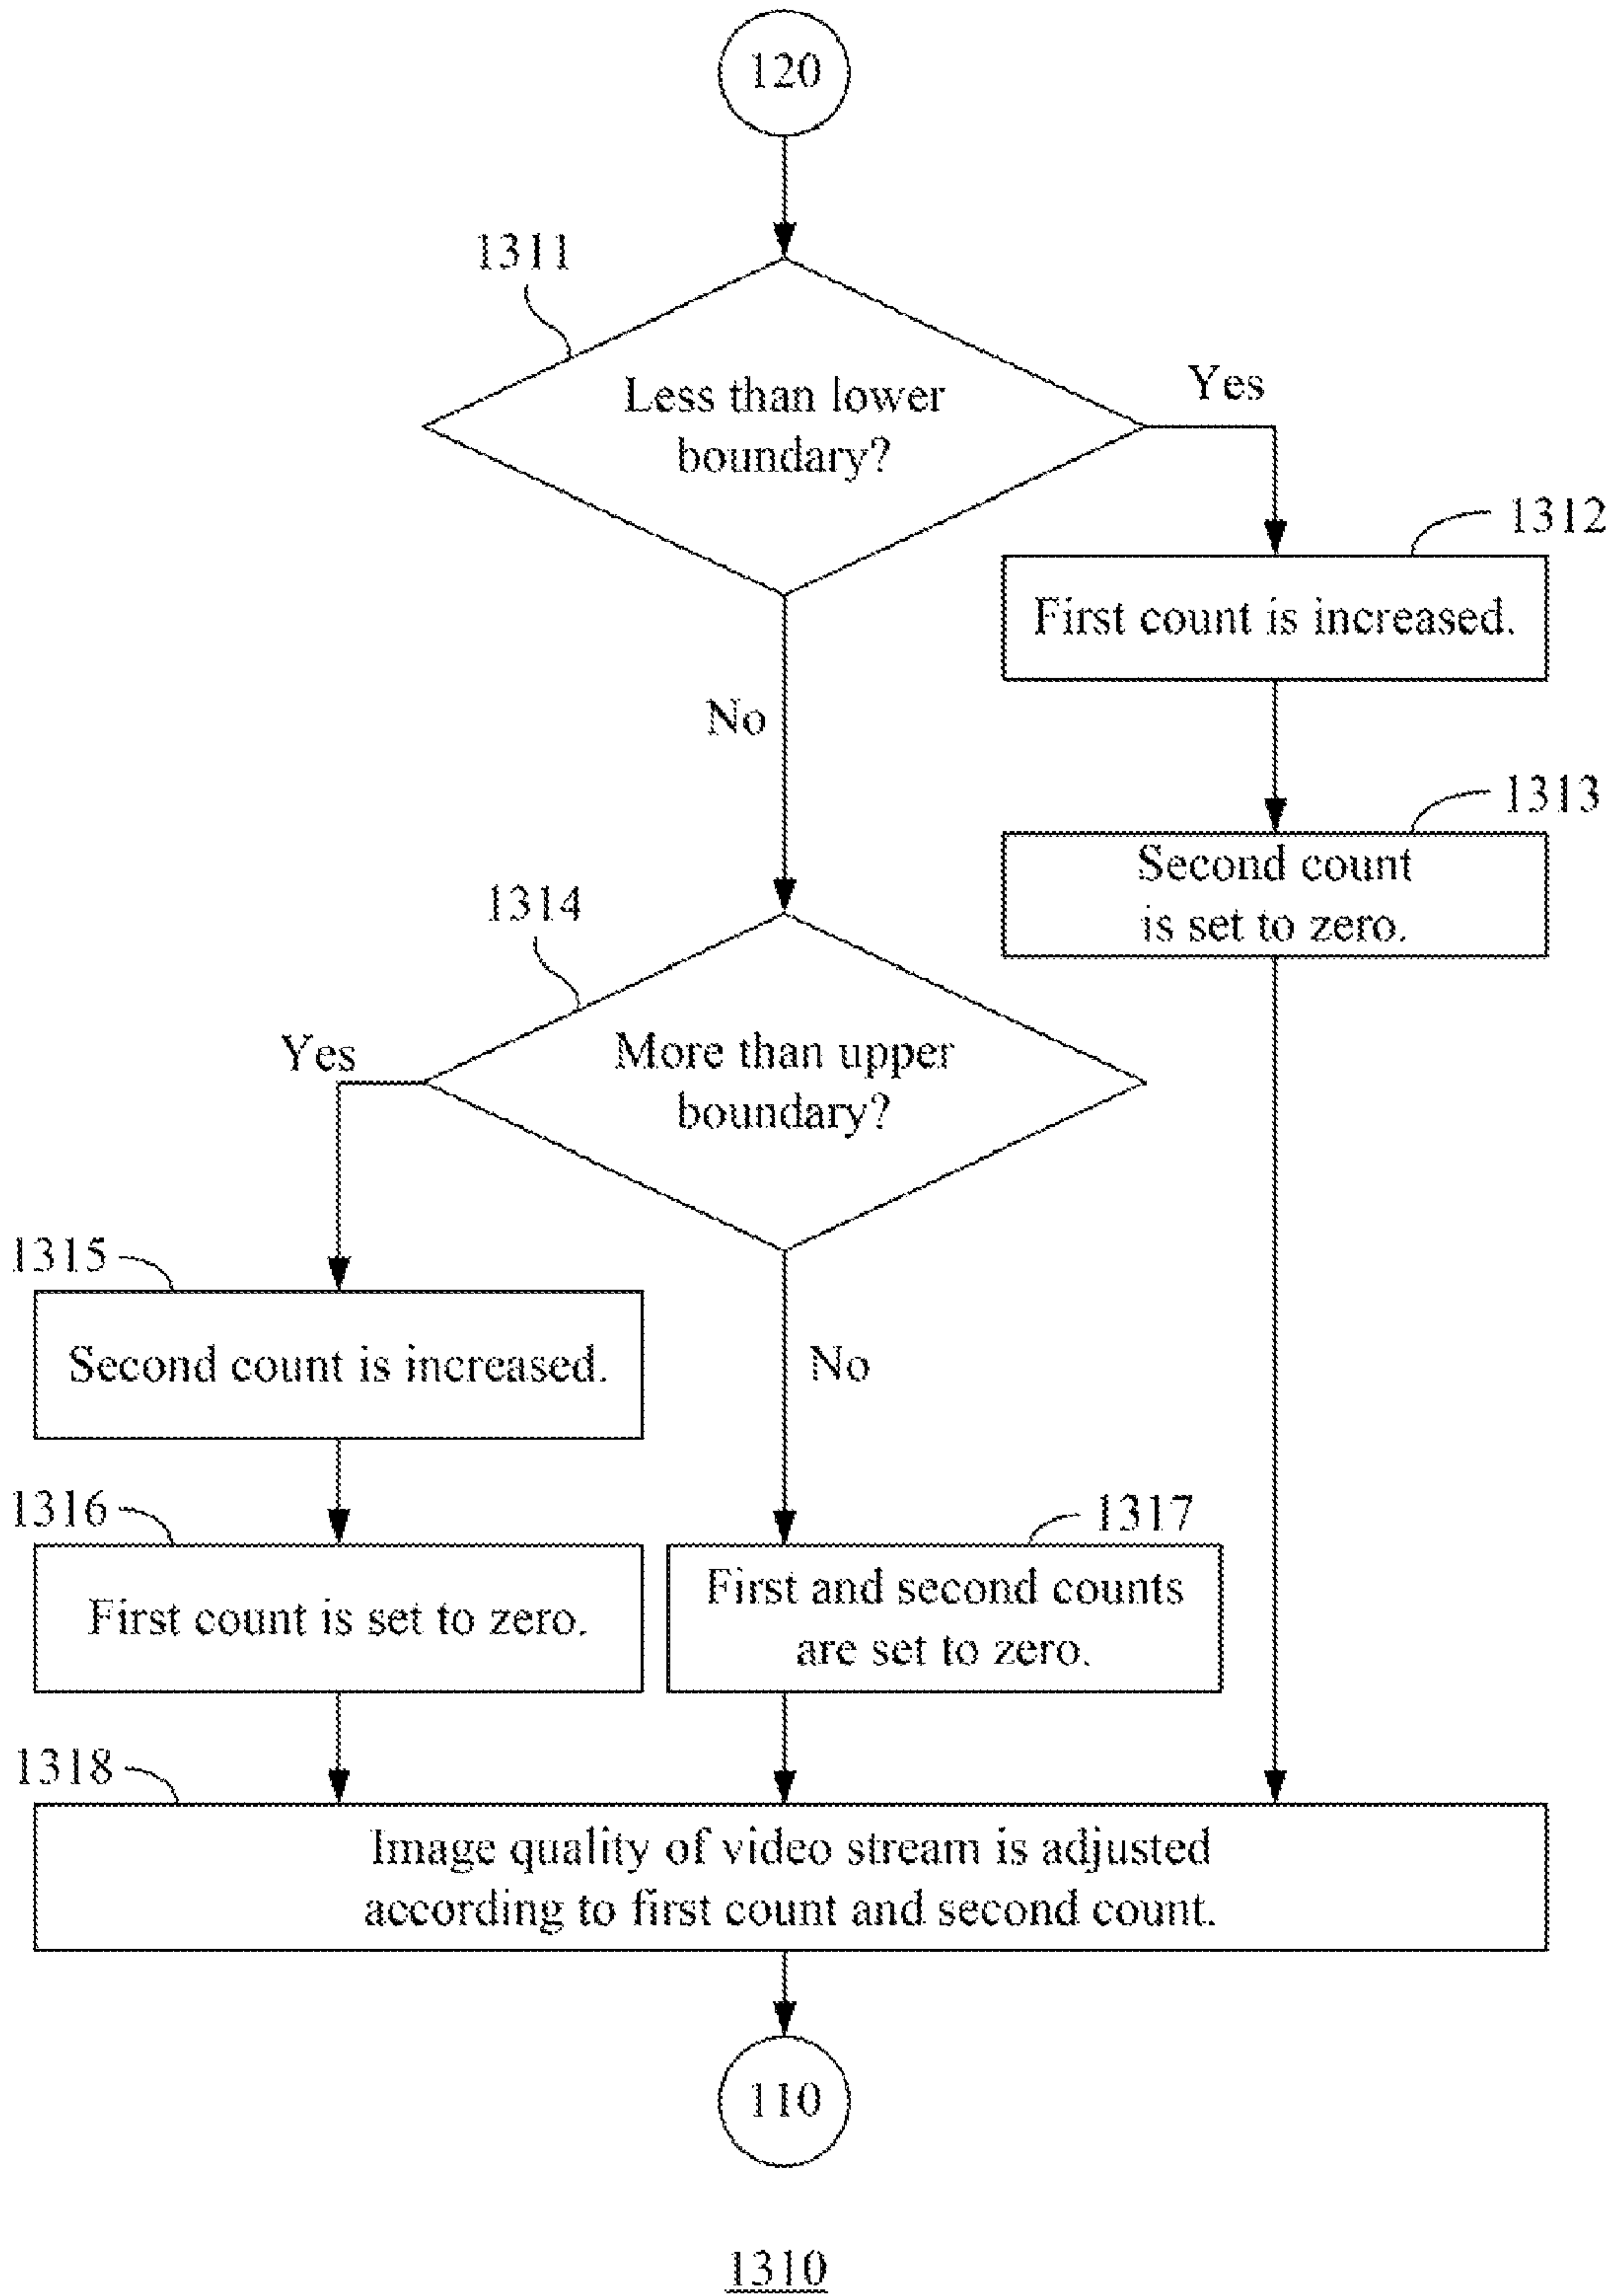 120
1311
Less than lower
boundary?
Yes
1312
First count is increased.
No
1313
Second count
is set to zero.
1314
More than upper
boundary?
Yes
1315
Second count is increased.
No
1316
First count is set to zero.
1317
First and second counts
are set to zero.
1318
Image quality of video stream is adjusted
according to first count and second count.
110
1310